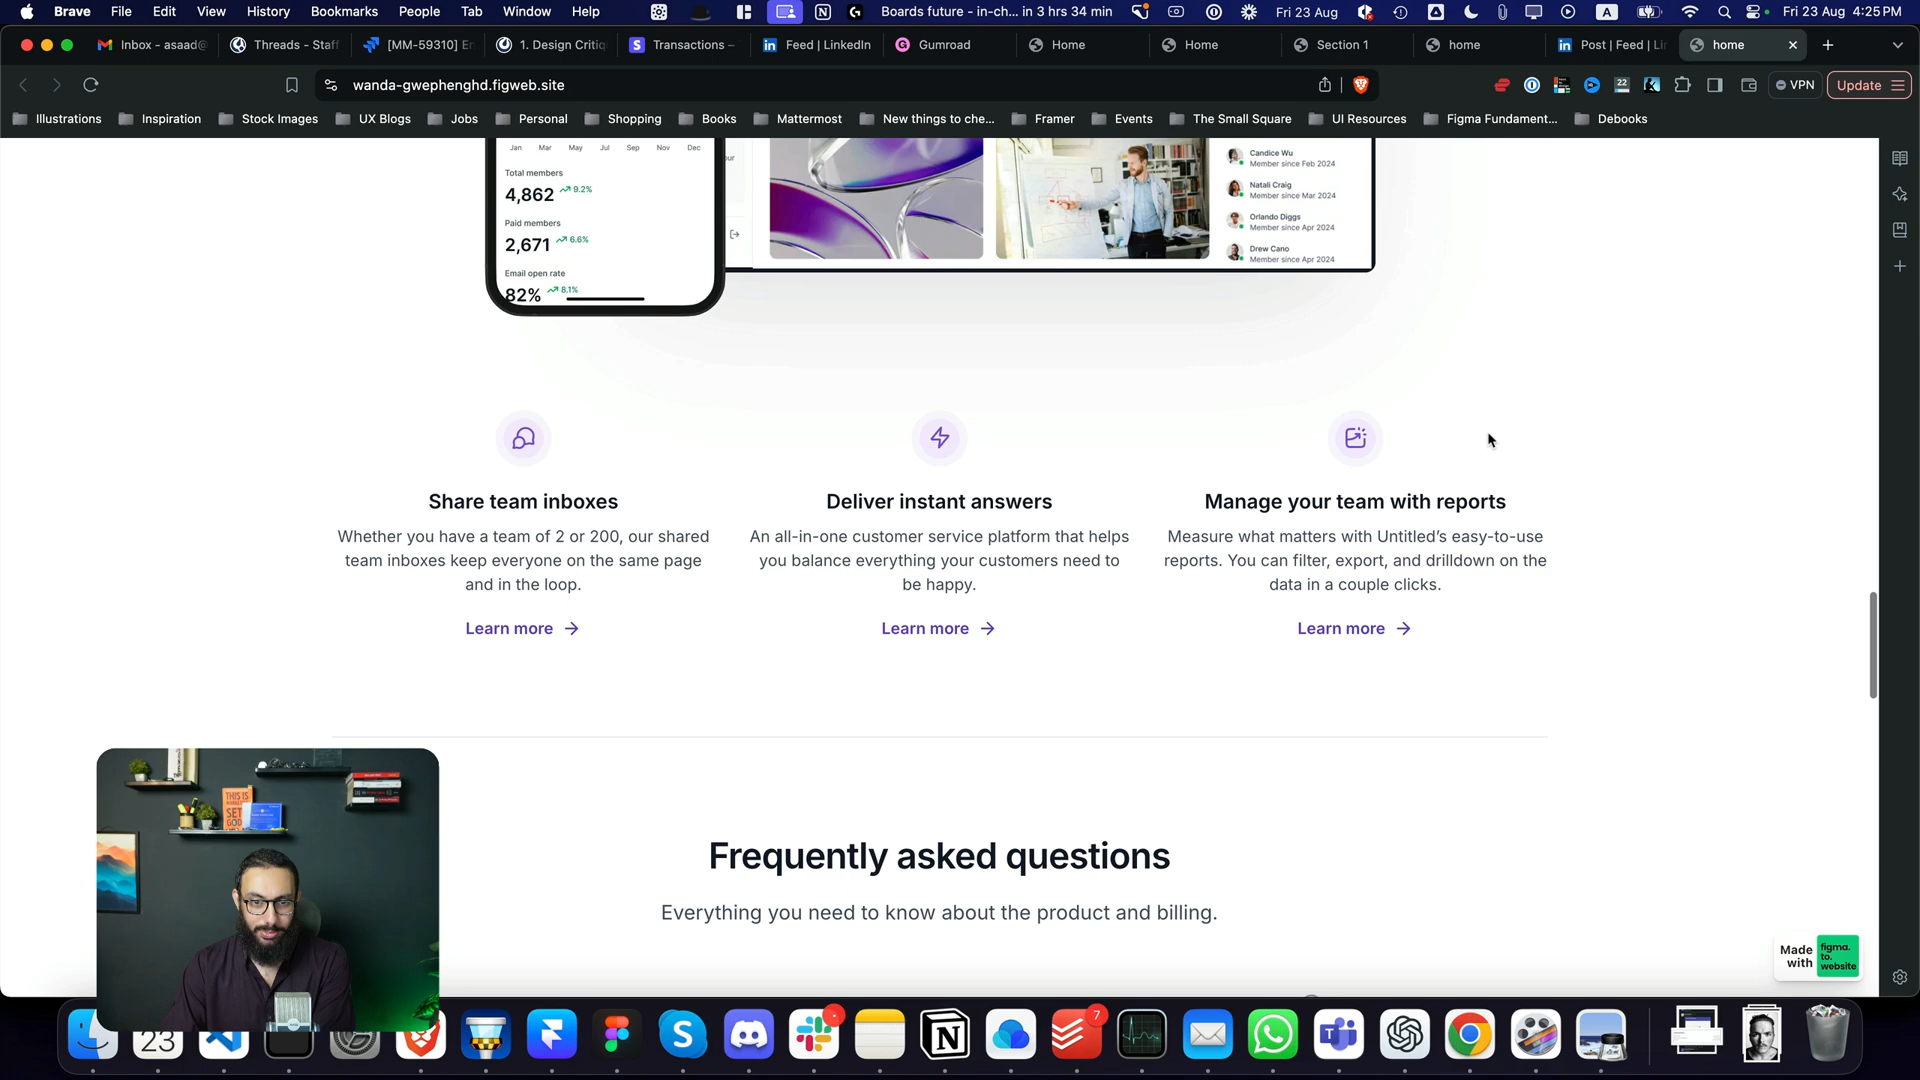 Brave File Edit View History Bookmarks People Tab Window Help
Boards future - in-ch... in 3 hrs 34 min
Fri 23 Aug
Fri 23 Aug 4:25 PM
Inbox - asaad@
Threads - Staff
[MM-59310] Er
1. Design Critiq
Transactions –
Feed | LinkedIn
Gumroad
Home
Home
Section 1
home
Post | Feed | Lin
home
wanda-gwephenghd.figweb.site
22
VPN
Update
Illustrations
Inspiration
Stock Images
UX Blogs
Jobs
Personal
Shopping
Books
Mattermost
New things to che...
Framer
Events
The Small Square
UI Resources
Figma Fundament...
Debooks
Jan Mar May Jul Sep Nov Dec
Total members
4,862 9.2%
Paid members
2,671 6.6%
Email open rate
82% 8.1%
our
Candice Wu
Member since Feb 2024
Natali Craig
Member since Mar 2024
Orlando Diggs
Member since Apr 2024
Drew Cano
Member since Apr 2024
Share team inboxes
Whether you have a team of 2 or 200, our shared
team inboxes keep everyone on the same page
and in the loop.
Learn more
Deliver instant answers
An all-in-one customer service platform that helps
you balance everything your customers need to
be happy.
Learn more
Manage your team with reports
Measure what matters with Untitled’s easy-to-use
reports. You can filter, export, and drilldown on the
data in a couple clicks.
Learn more
Frequently asked questions
Everything you need to know about the product and billing.
Made
with
figma.
to.
website
THIS IS
SET
GOD
23
7